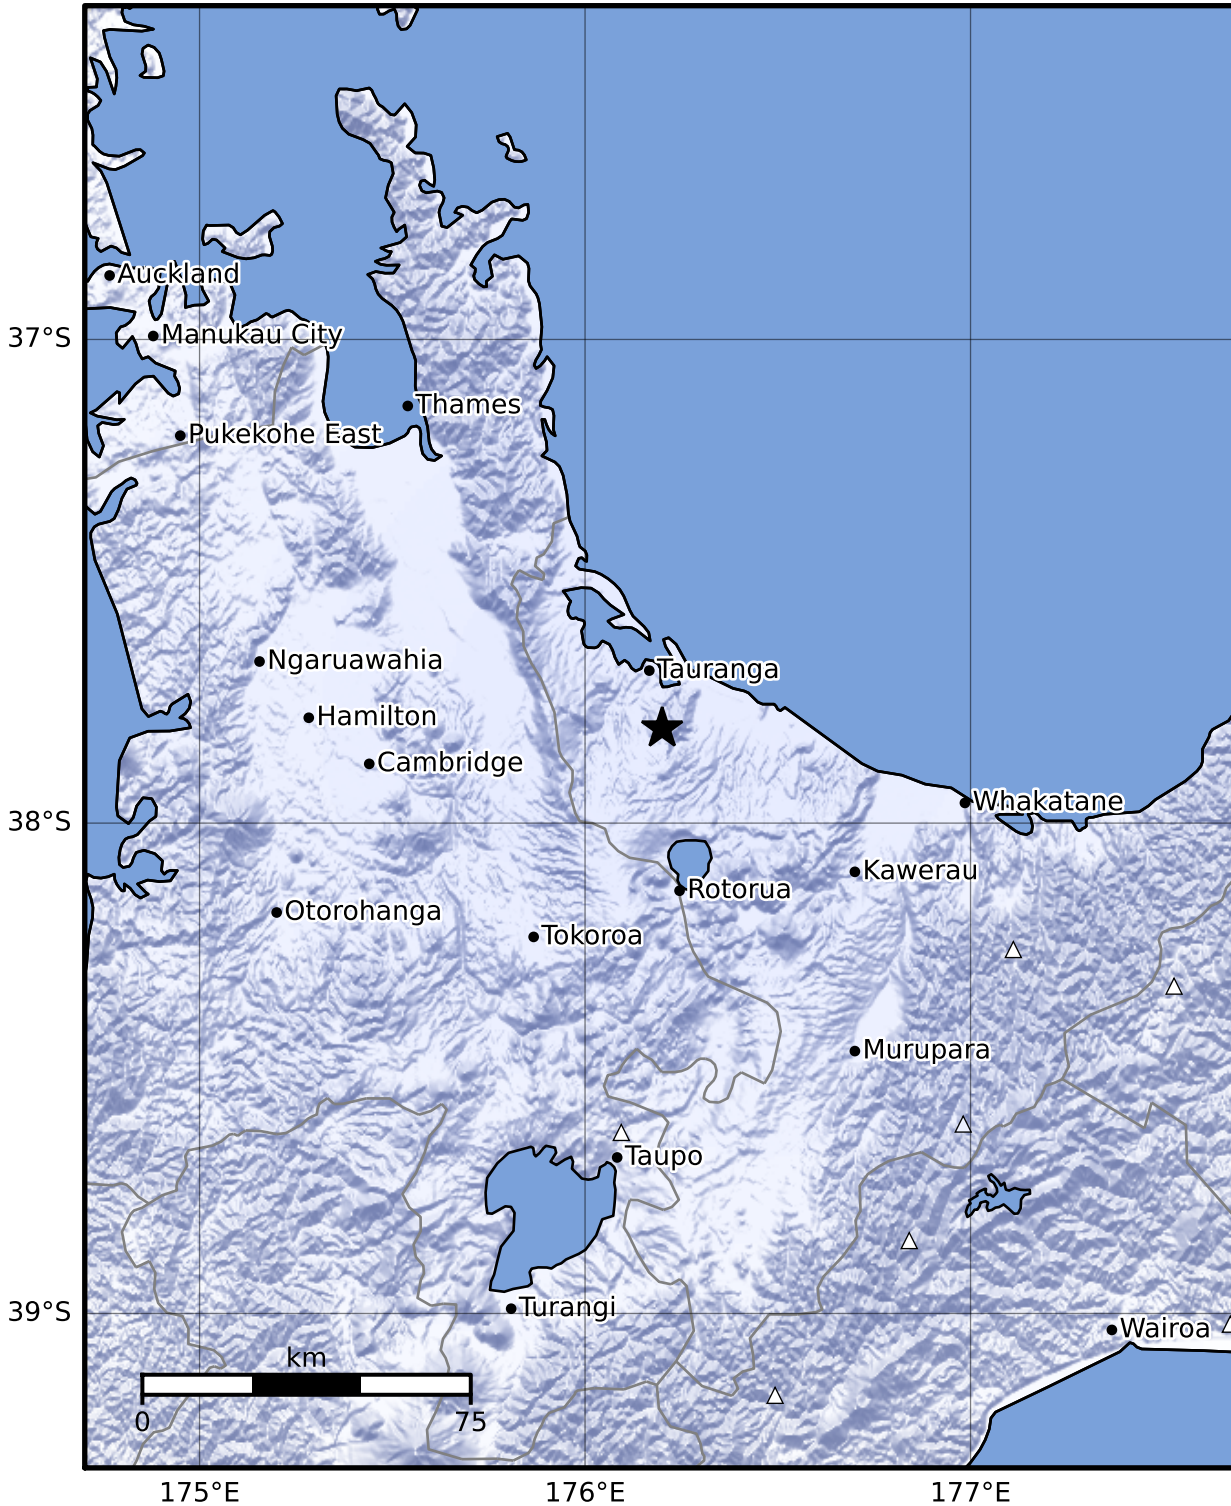 Auckland
Manukau City
37°S
Thames
Pukekohe East
Ngaruawahia
Tauranga
Hamilton
Cambridge
Whakatane
38°S
Kawerau
Rotorua
Otorohanga
Tokoroa
Murupara
Taupo
Turangi
39°S
Wairoa
km
0 75
175°E 176°E 177°E